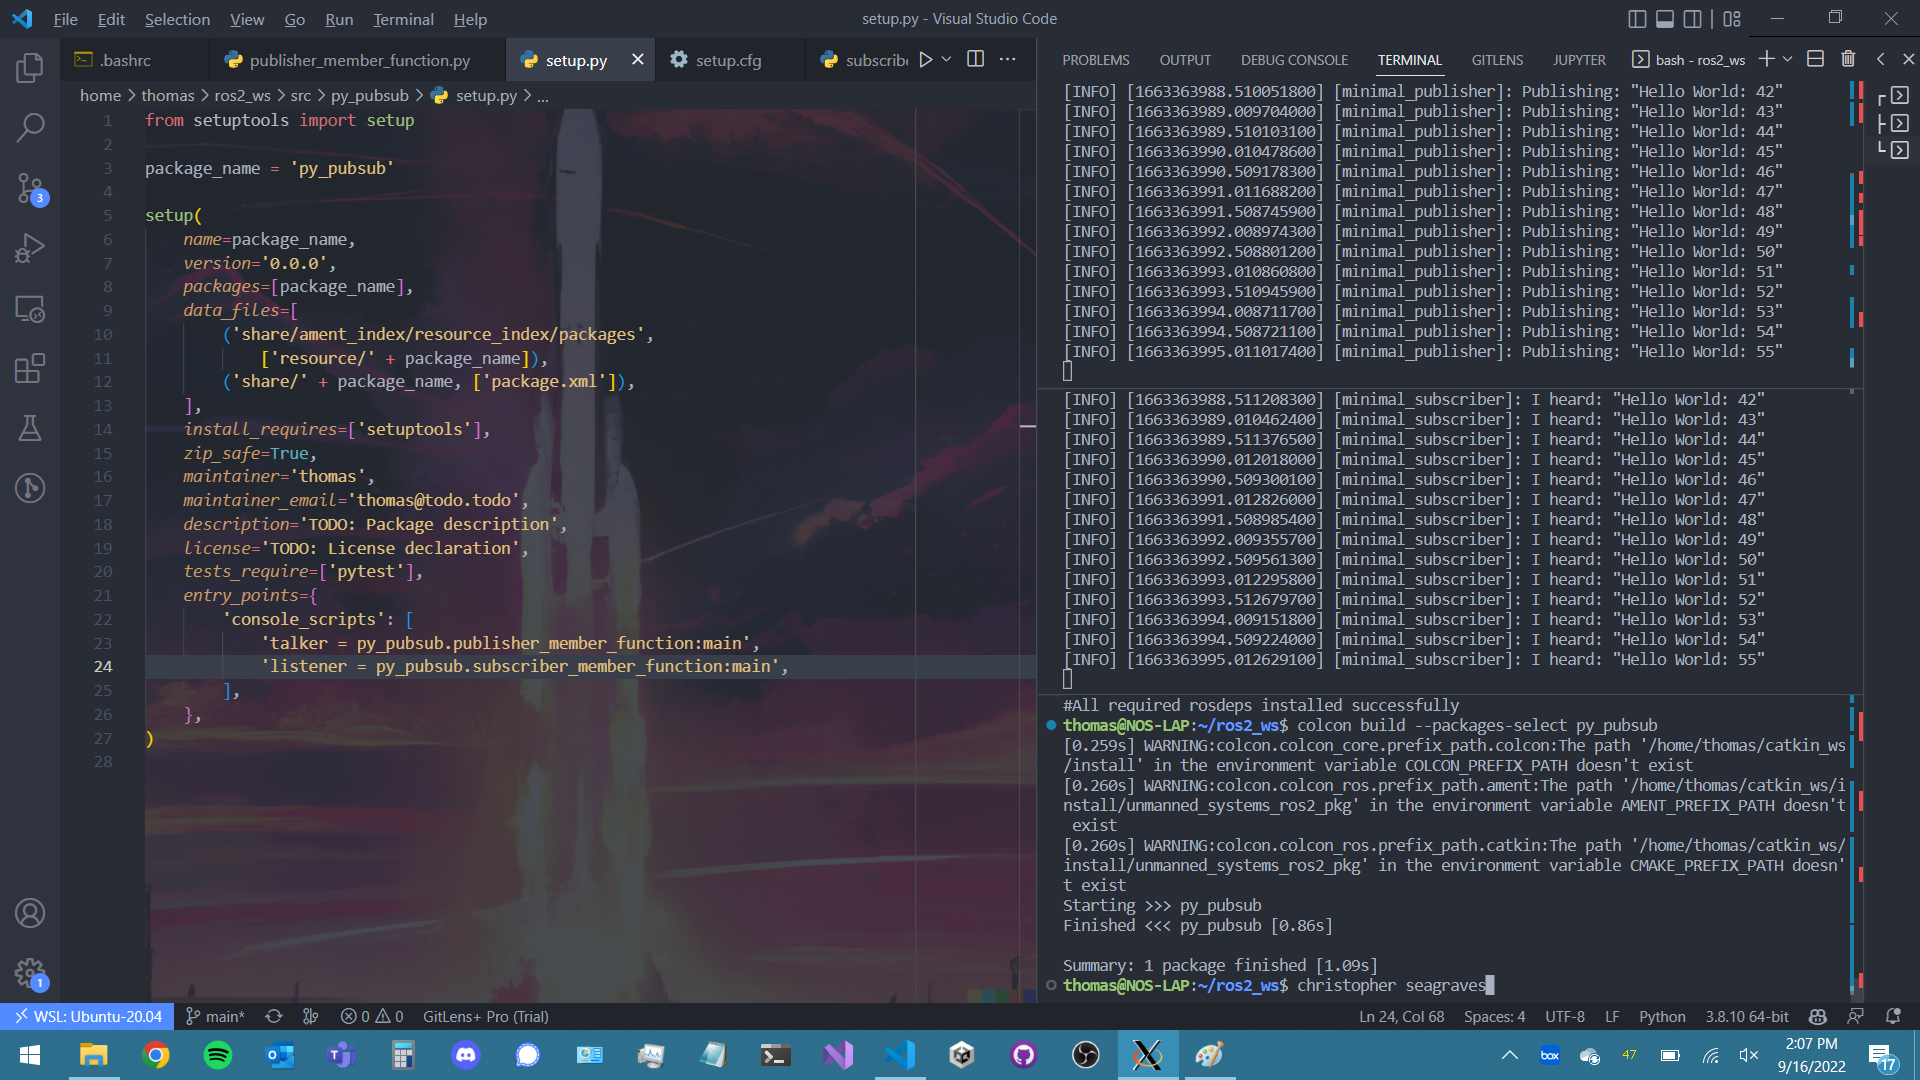 File Edit Selection View Go Run Terminal Help
setup.py - Visual Studio Code
.bashrc
publisher_member_function.py
setup.py
setup.cfg
subscribe
home > thomas > ros2_ws > src > py_pubsub > setup.py > ...
1 from setuptools import setup
2
3 package_name = 'py_pubsub'
4
5 setup(
6 name=package_name,
7 version='0.0.0',
8 packages=[package_name],
9 data_files=[
10 ('share/ament_index/resource_index/packages',
11 ['resource/' + package_name]),
12 ('share/' + package_name, ['package.xml']),
13 ],
14 install_requires=['setuptools'],
15 zip_safe=True,
16 maintainer='thomas',
17 maintainer_email='thomas@todo.todo',
18 description='TODO: Package description',
19 license='TODO: License declaration',
20 tests_require=['pytest'],
21 entry_points={
22 'console_scripts': [
23 'talker = py_pubsub.publisher_member_function:main',
24 'listener = py_pubsub.subscriber_member_function:main',
25 ],
26 },
27 )
28
PROBLEMS OUTPUT DEBUG CONSOLE TERMINAL GITLENS JUPYTER bash - ros2_ws
[INFO] [1663363988.510051800] [minimal_publisher]: Publishing: "Hello World: 42"
[INFO] [1663363989.009704000] [minimal_publisher]: Publishing: "Hello World: 43"
[INFO] [1663363989.510103100] [minimal_publisher]: Publishing: "Hello World: 44"
[INFO] [1663363990.010478600] [minimal_publisher]: Publishing: "Hello World: 45"
[INFO] [1663363990.509178300] [minimal_publisher]: Publishing: "Hello World: 46"
[INFO] [1663363991.011688200] [minimal_publisher]: Publishing: "Hello World: 47"
[INFO] [1663363991.508745900] [minimal_publisher]: Publishing: "Hello World: 48"
[INFO] [1663363992.008974300] [minimal_publisher]: Publishing: "Hello World: 49"
[INFO] [1663363992.508801200] [minimal_publisher]: Publishing: "Hello World: 50"
[INFO] [1663363993.010860800] [minimal_publisher]: Publishing: "Hello World: 51"
[INFO] [1663363993.510945900] [minimal_publisher]: Publishing: "Hello World: 52"
[INFO] [1663363994.008711700] [minimal_publisher]: Publishing: "Hello World: 53"
[INFO] [1663363994.508721100] [minimal_publisher]: Publishing: "Hello World: 54"
[INFO] [1663363995.011017400] [minimal_publisher]: Publishing: "Hello World: 55"
[INFO] [1663363988.511208300] [minimal_subscriber]: I heard: "Hello World: 42"
[INFO] [1663363989.010462400] [minimal_subscriber]: I heard: "Hello World: 43"
[INFO] [1663363989.511376500] [minimal_subscriber]: I heard: "Hello World: 44"
[INFO] [1663363990.012018000] [minimal_subscriber]: I heard: "Hello World: 45"
[INFO] [1663363990.509300100] [minimal_subscriber]: I heard: "Hello World: 46"
[INFO] [1663363991.012826000] [minimal_subscriber]: I heard: "Hello World: 47"
[INFO] [1663363991.508985400] [minimal_subscriber]: I heard: "Hello World: 48"
[INFO] [1663363992.009355700] [minimal_subscriber]: I heard: "Hello World: 49"
[INFO] [1663363992.509561300] [minimal_subscriber]: I heard: "Hello World: 50"
[INFO] [1663363993.012295800] [minimal_subscriber]: I heard: "Hello World: 51"
[INFO] [1663363993.512679700] [minimal_subscriber]: I heard: "Hello World: 52"
[INFO] [1663363994.009151800] [minimal_subscriber]: I heard: "Hello World: 53"
[INFO] [1663363994.509224000] [minimal_subscriber]: I heard: "Hello World: 54"
[INFO] [1663363995.012629100] [minimal_subscriber]: I heard: "Hello World: 55"
#All required rosdeps installed successfully
thomas@NOS-LAP:~/ros2_ws$ colcon build --packages-select py_pubsub
[0.259s] WARNING:colcon.colcon_core.prefix_path.colcon:The path '/home/thomas/catkin_ws
/install' in the environment variable COLCON_PREFIX_PATH doesn't exist
[0.260s] WARNING:colcon.colcon_ros.prefix_path.ament:The path '/home/thomas/catkin_ws/i
nstall/unmanned_systems_ros2_pkg' in the environment variable AMENT_PREFIX_PATH doesn't
exist
[0.260s] WARNING:colcon.colcon_ros.prefix_path.catkin:The path '/home/thomas/catkin_ws/
install/unmanned_systems_ros2_pkg' in the environment variable CMAKE_PREFIX_PATH doesn'
t exist
Starting >>> py_pubsub
Finished <<< py_pubsub [0.86s]
Summary: 1 package finished [1.09s]
thomas@NOS-LAP:~/ros2_ws$ christopher seagraves
3
1
WSL: Ubuntu-20.04 main* 0 0 GitLens+ Pro (Trial)
Ln 24, Col 68 Spaces: 4 UTF-8 LF Python 3.8.10 64-bit
box 47
2:07 PM
9/16/2022
17